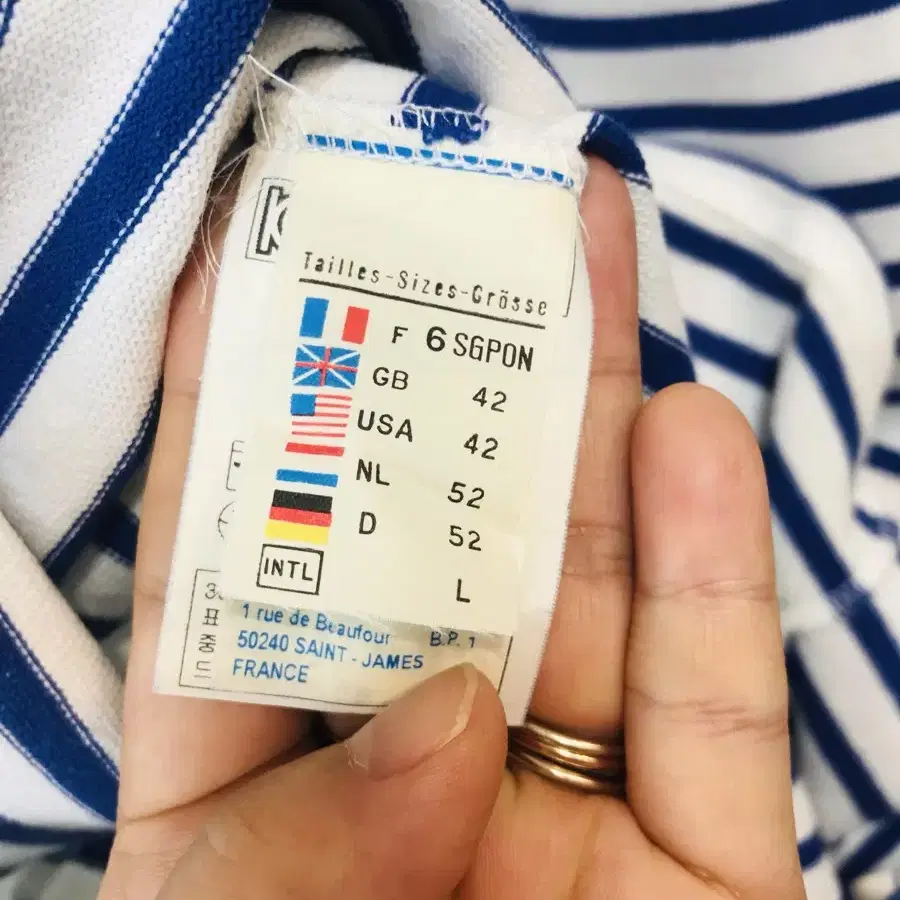 Tailles-Sizes-Grösse
F 6 SGPON
GB 42
USA 42
NL 52
D 52
INTL L
1 rue de Beaufour B.P. 1
50240 SAINT - JAMES
FRANCE